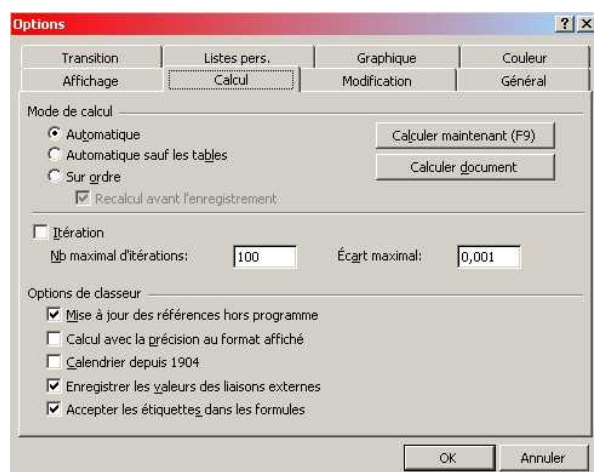 Options
Transition Listes pers. Graphique Couleur
Affichage Calcul Modification Général
Mode de calcul
Automatique
Calculer maintenant (F9)
Automatique sauf les tables
Calculer document
Sur ordre
Recalcul avant l'enregistrement
Itération
Nb maximal d'itérations: 100 Écart maximal: 0,001
Options de classeur
Mise à jour des références hors programme
Calcul avec la précision au format affiché
Calendrier depuis 1904
Enregistrer les valeurs des liaisons externes
Accepter les étiquettes dans les formules
OK Annuler